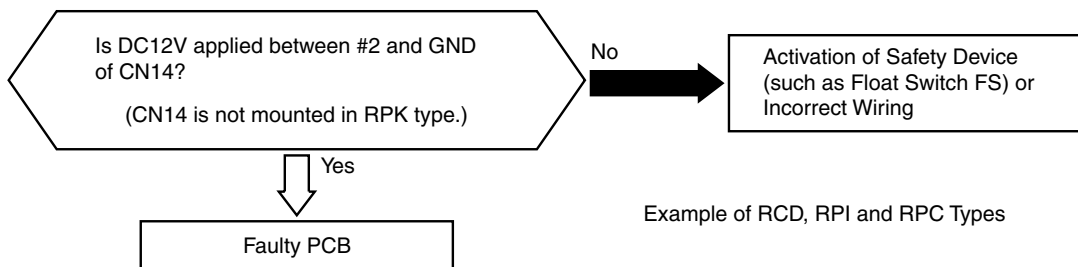 Is DC12V applied between #2 and GND
of CN14?
(CN14 is not mounted in RPK type.)
No
Activation of Safety Device
(such as Float Switch FS) or
Incorrect Wiring
Yes
Example of RCD, RPI and RPC Types
Faulty PCB